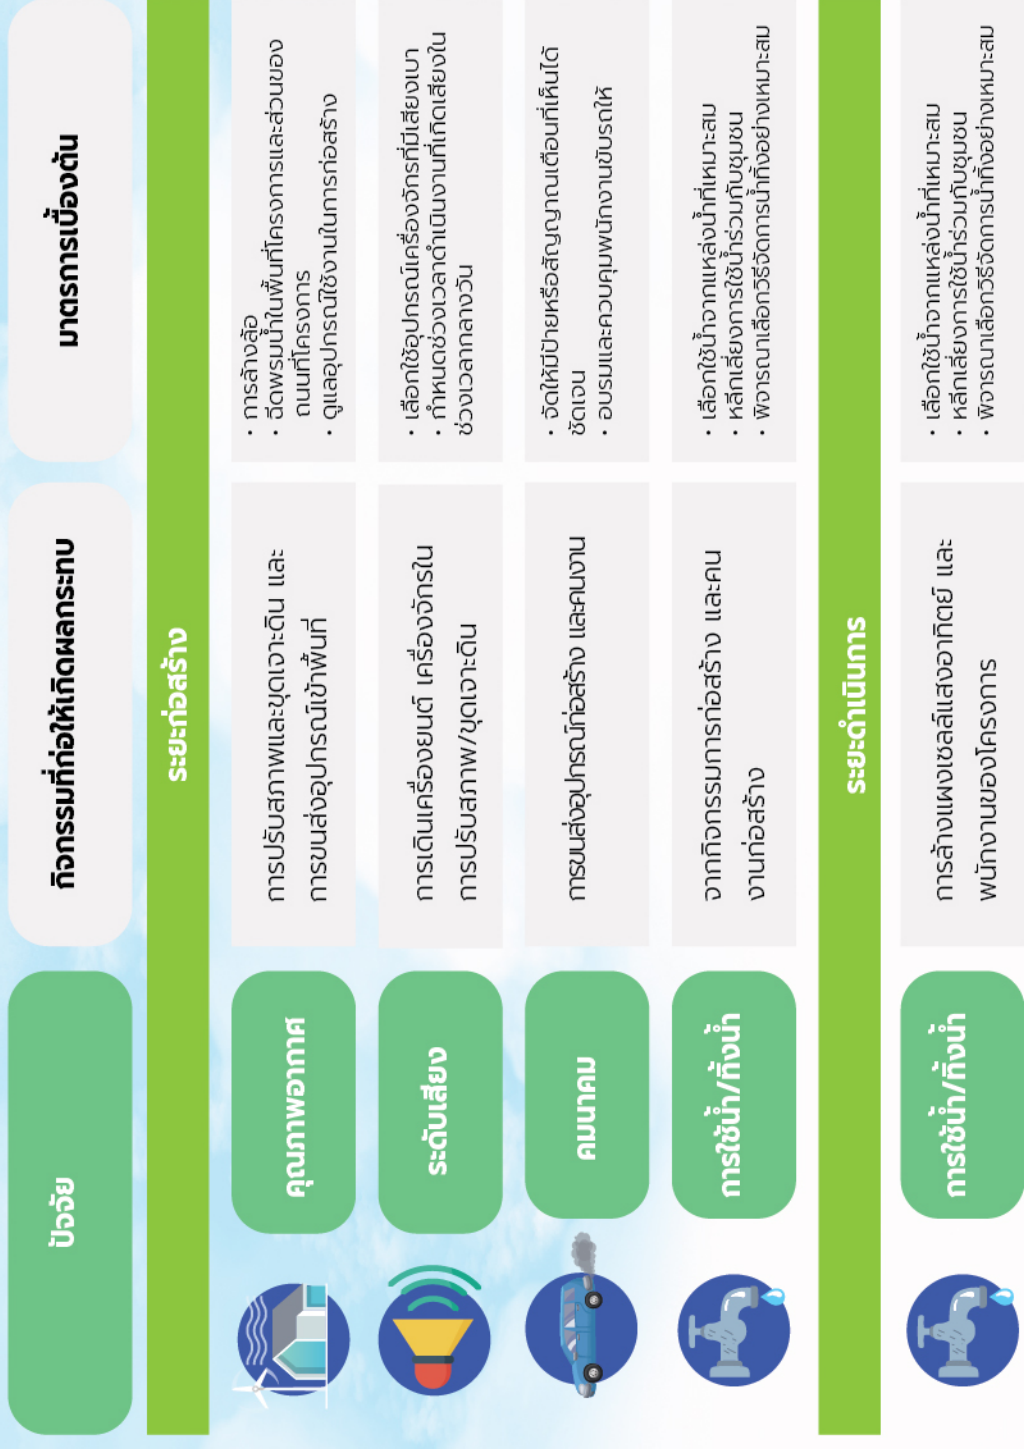 ปัจจัย
กิจกรรมที่ก่อให้เกิดผลกระทบ
มาตรการเบื้องต้น
ระยะก่อสร้าง
คุณภาพอากาศ
การปรับสภาพและขุดเจาะดิน และ
การขนส่งอุปกรณ์เข้าพื้นที่
• การล้างล้อ
• ฉีดพรมน้ำในพื้นที่โครงการและส่วนของ
ถนนที่โครงการ
• ดูแลอุปกรณ์ใช้งานในการก่อสร้าง
ระดับเสียง
การเดินเครื่องยนต์ เครื่องจักรใน
การปรับสภาพ/ขุดเจาะดิน
• เลือกใช้อุปกรณ์เครื่องจักรที่มีเสียงเบา
• กำหนดช่วงเวลาดำเนินงานที่เกิดเสียงใน
ช่วงเวลากลางวัน
คมนาคม
การขนส่งอุปกรณ์ก่อสร้าง และคนงาน
• จัดให้มีป้ายหรือสัญญาณเตือนที่เห็นได้
ชัดเจน
• อบรมและควบคุมพนักงานขับรถให้
การใช้น้ำ/ทิ้งน้ำ
จากกิจกรรมการก่อสร้าง และคน
งานก่อสร้าง
• เลือกใช้น้ำจากแหล่งน้ำที่เหมาะสม
• หลีกเลี่ยงการใช้น้ำร่วมกับชุมชน
• พิจารณาเลือกวิธีจัดการน้ำทิ้งอย่างเหมาะสม
ระยะดำเนินการ
การใช้น้ำ/ทิ้งน้ำ
การล้างแผงเซลล์แสงอาทิตย์ และ
พนักงานของโครงการ
• เลือกใช้น้ำจากแหล่งน้ำที่เหมาะสม
• หลีกเลี่ยงการใช้น้ำร่วมกับชุมชน
• พิจารณาเลือกวิธีจัดการน้ำทิ้งอย่างเหมาะสม